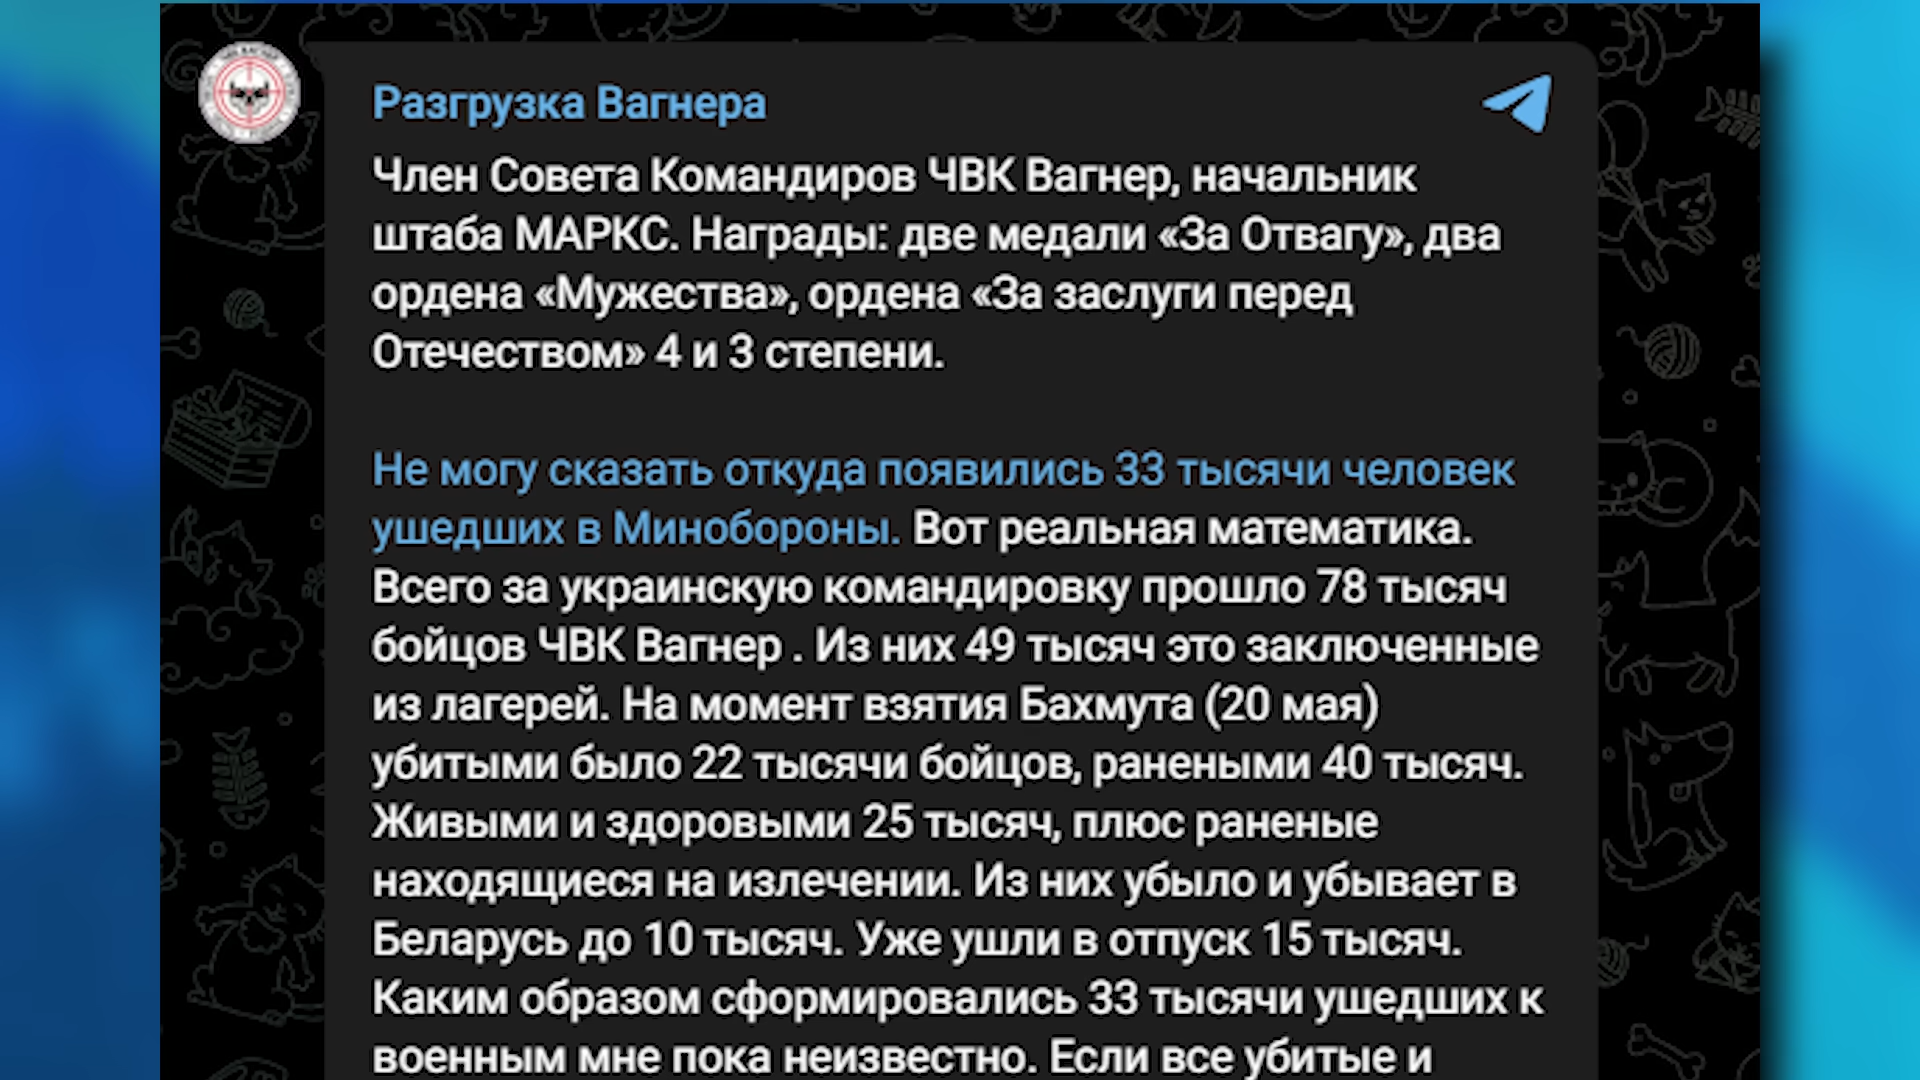 Разгрузка Вагнера
Член Совета Командиров ЧВК Вагнер, начальник
штаба МАРКС. Награды: две медали «За Отвагу», два
ордена «Мужества», ордена «За заслуги перед
Отечеством» 4 и 3 степени.
Не могу сказать откуда появились 33 тысячи человек
ушедших в Минобороны. Вот реальная математика.
Всего за украинскую командировку прошло 78 тысяч
бойцов ЧВК Вагнер . Из них 49 тысяч это заключенные
из лагерей. На момент взятия Бахмута (20 мая)
убитыми было 22 тысячи бойцов, ранеными 40 тысяч.
Живыми и здоровыми 25 тысяч, плюс раненые
находящиеся на излечении. Из них убыло и убывает в
Беларусь до 10 тысяч. Уже ушли в отпуск 15 тысяч.
Каким образом сформировались 33 тысячи ушедших к
военным мне пока неизвестно. Если все убитые и